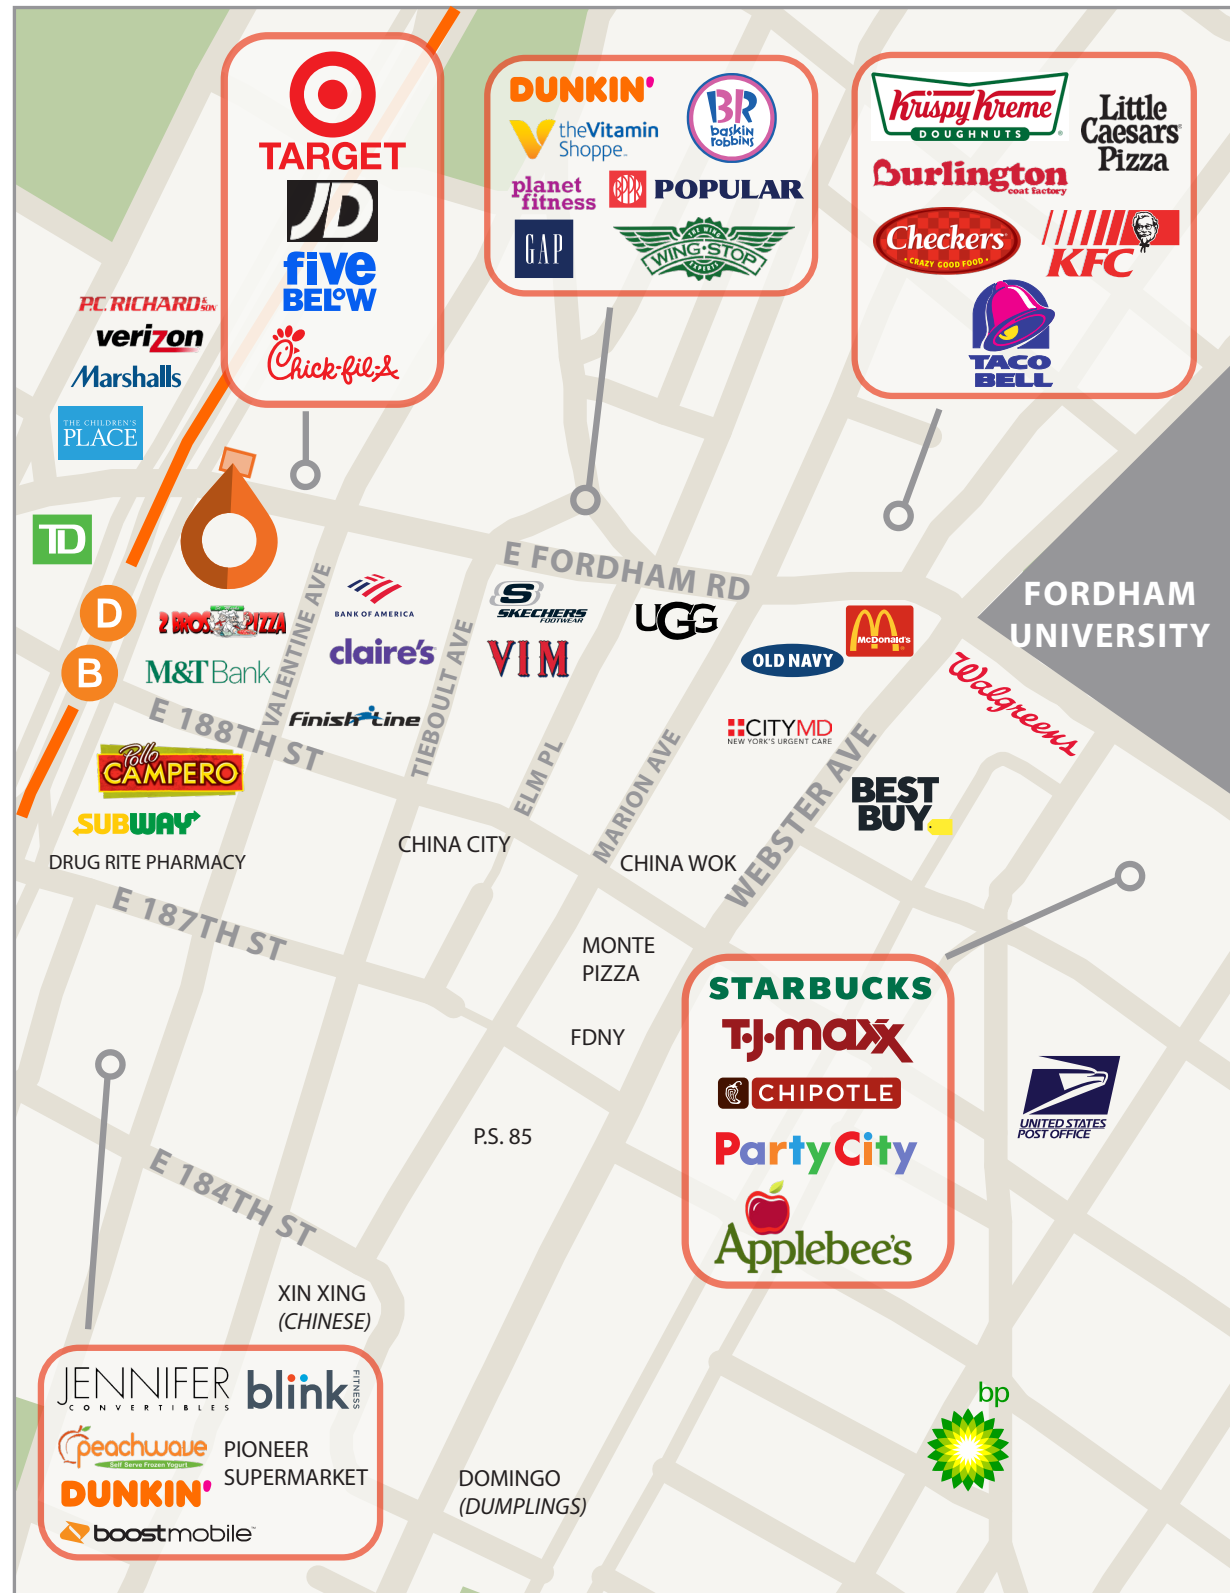 TARGET
JD
five
BELOW
Chick-fil-A
DUNKIN'
BR
baskin
robbins
theVitamin
Shoppe
planet
fitness
POPULAR
GAP
THE WING
WING·STOP
EXPERTS
Krispy Kreme
DOUGHNUTS
Little
Caesars
Pizza
Burlington
coat factory
Checkers
• CRAZY GOOD FOOD •
KFC
TACO
BELL
P.C. RICHARD & SON
verizon
Marshalls
THE CHILDREN'S
PLACE
TD
D
B
E FORDHAM RD
FORDHAM
UNIVERSITY
2 BROS PIZZA
M&T Bank
VALENTINE AVE
BANK OF AMERICA
claire's
Finish Line
TIEBOULT AVE
S
SKECHERS
FOOTWEAR
VIM
UGG
OLD NAVY
McDonald's
Walgreens
CITYMD
NEW YORK'S URGENT CARE
E 188TH ST
Pollo
CAMPERO
SUBWAY
DRUG RITE PHARMACY
CHINA CITY
ELM PL
MARION AVE
CHINA WOK
WEBSTER AVE
BEST
BUY
E 187TH ST
MONTE
PIZZA
FDNY
STARBUCKS
T·J·maxx
CHIPOTLE
Party City
Applebee's
UNITED STATES
POST OFFICE
P.S. 85
E 184TH ST
XIN XING
(CHINESE)
JENNIFER
CONVERTIBLES
blink
FITNESS
peachwave
Self Serve Frozen Yogurt
PIONEER
SUPERMARKET
DUNKIN'
boostmobile
DOMINGO
(DUMPLINGS)
bp